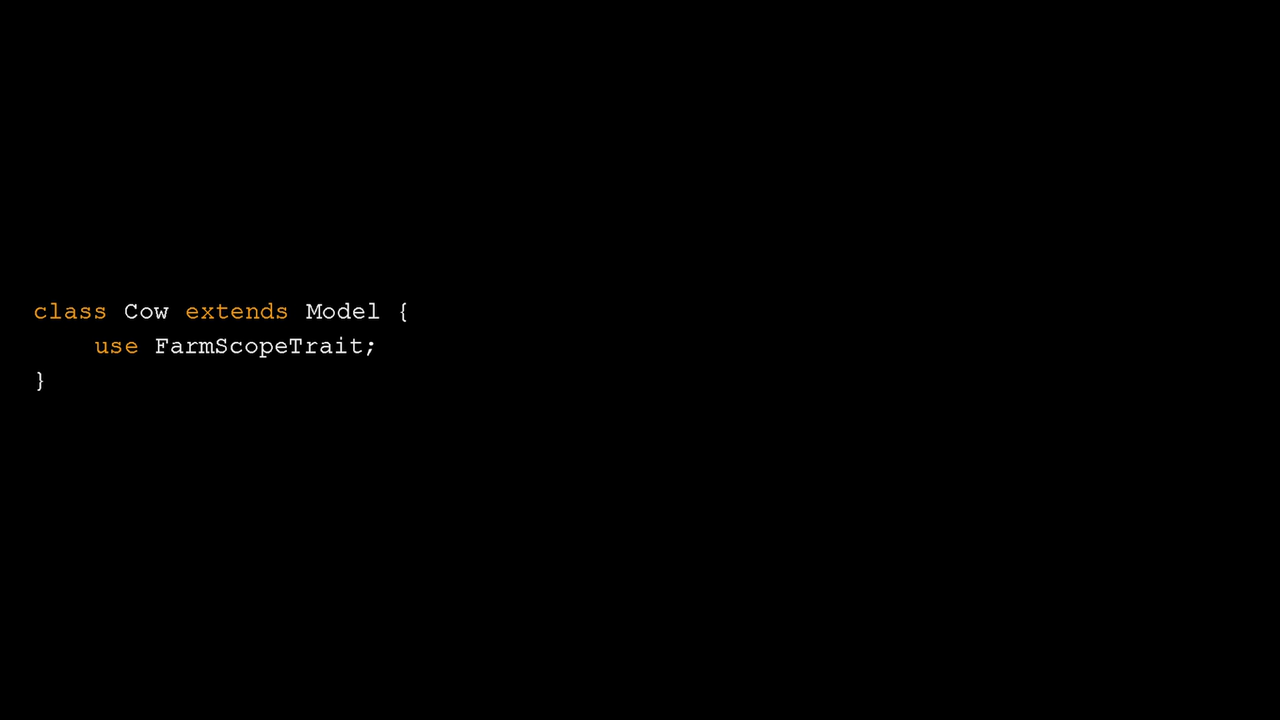 class Cow extends Model {
    use FarmScopeTrait;
}